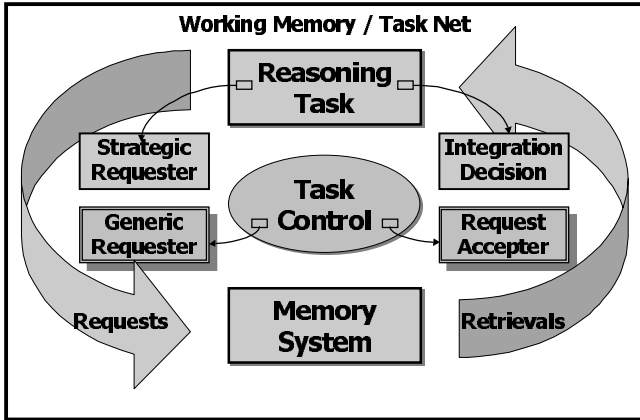 Working Memory / Task Net
Reasoning
Task
Strategic
Requester
Integration
Decision
Task
Control
Generic
Requester
Request
Accepter
Requests
Memory
System
Retrievals